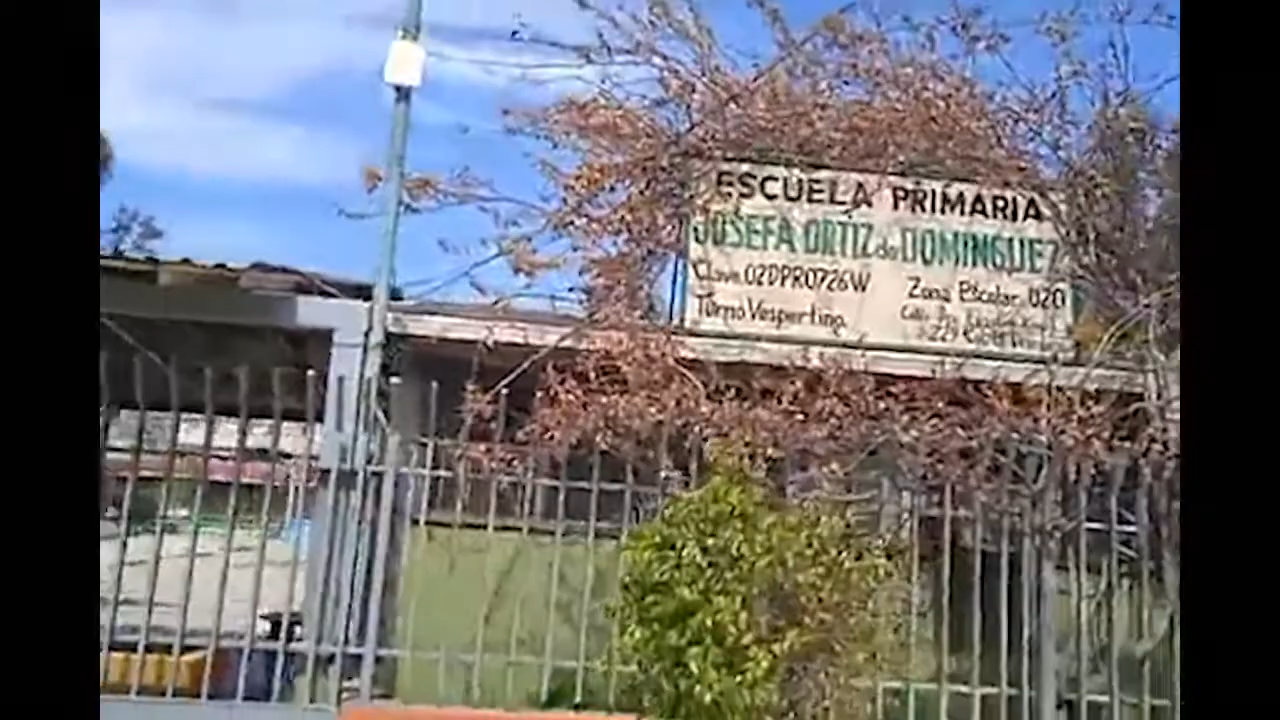 ESCUELA PRIMARIA
JOSEFA ORTIZ de DOMINGUEZ
Clave.02DPR0726W Zona Escolar. 020
Turno Vespertino